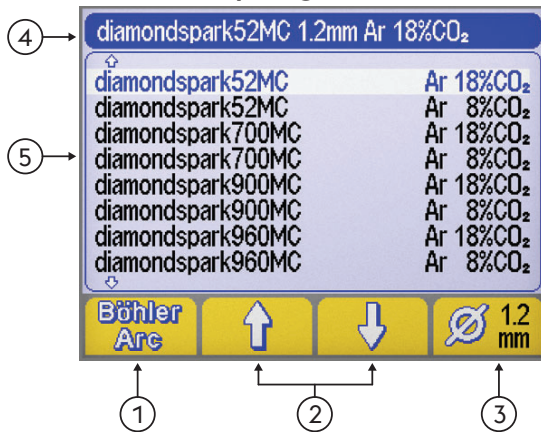 4
diamondspark52MC 1.2mm Ar 18%CO₂
5
diamondspark52MC Ar 18%CO₂
diamondspark52MC Ar 8%CO₂
diamondspark700MC Ar 18%CO₂
diamondspark700MC Ar 8%CO₂
diamondspark900MC Ar 18%CO₂
diamondspark900MC Ar 8%CO₂
diamondspark960MC Ar 18%CO₂
diamondspark960MC Ar 8%CO₂
Böhler
Arc
Ø 1.2
mm
1
2
3